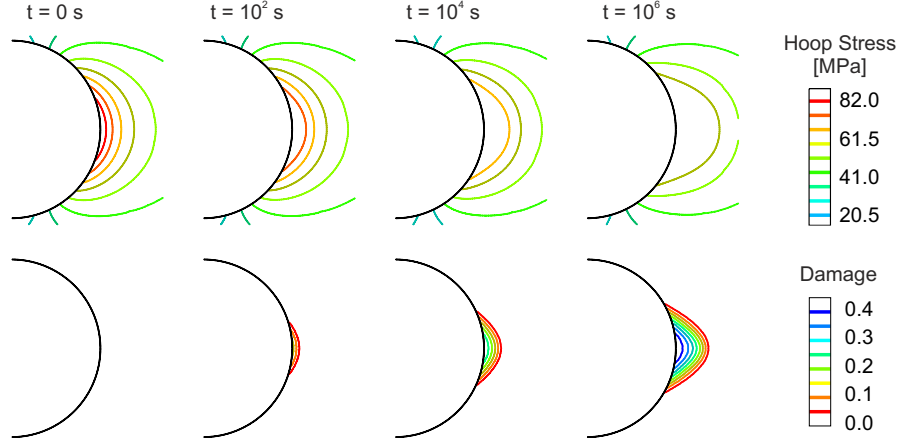 t = 0 s
t = 10² s
t = 10⁴ s
t = 10⁶ s
Hoop Stress
[MPa]
82.0
61.5
41.0
20.5
Damage
0.4
0.3
0.2
0.1
0.0